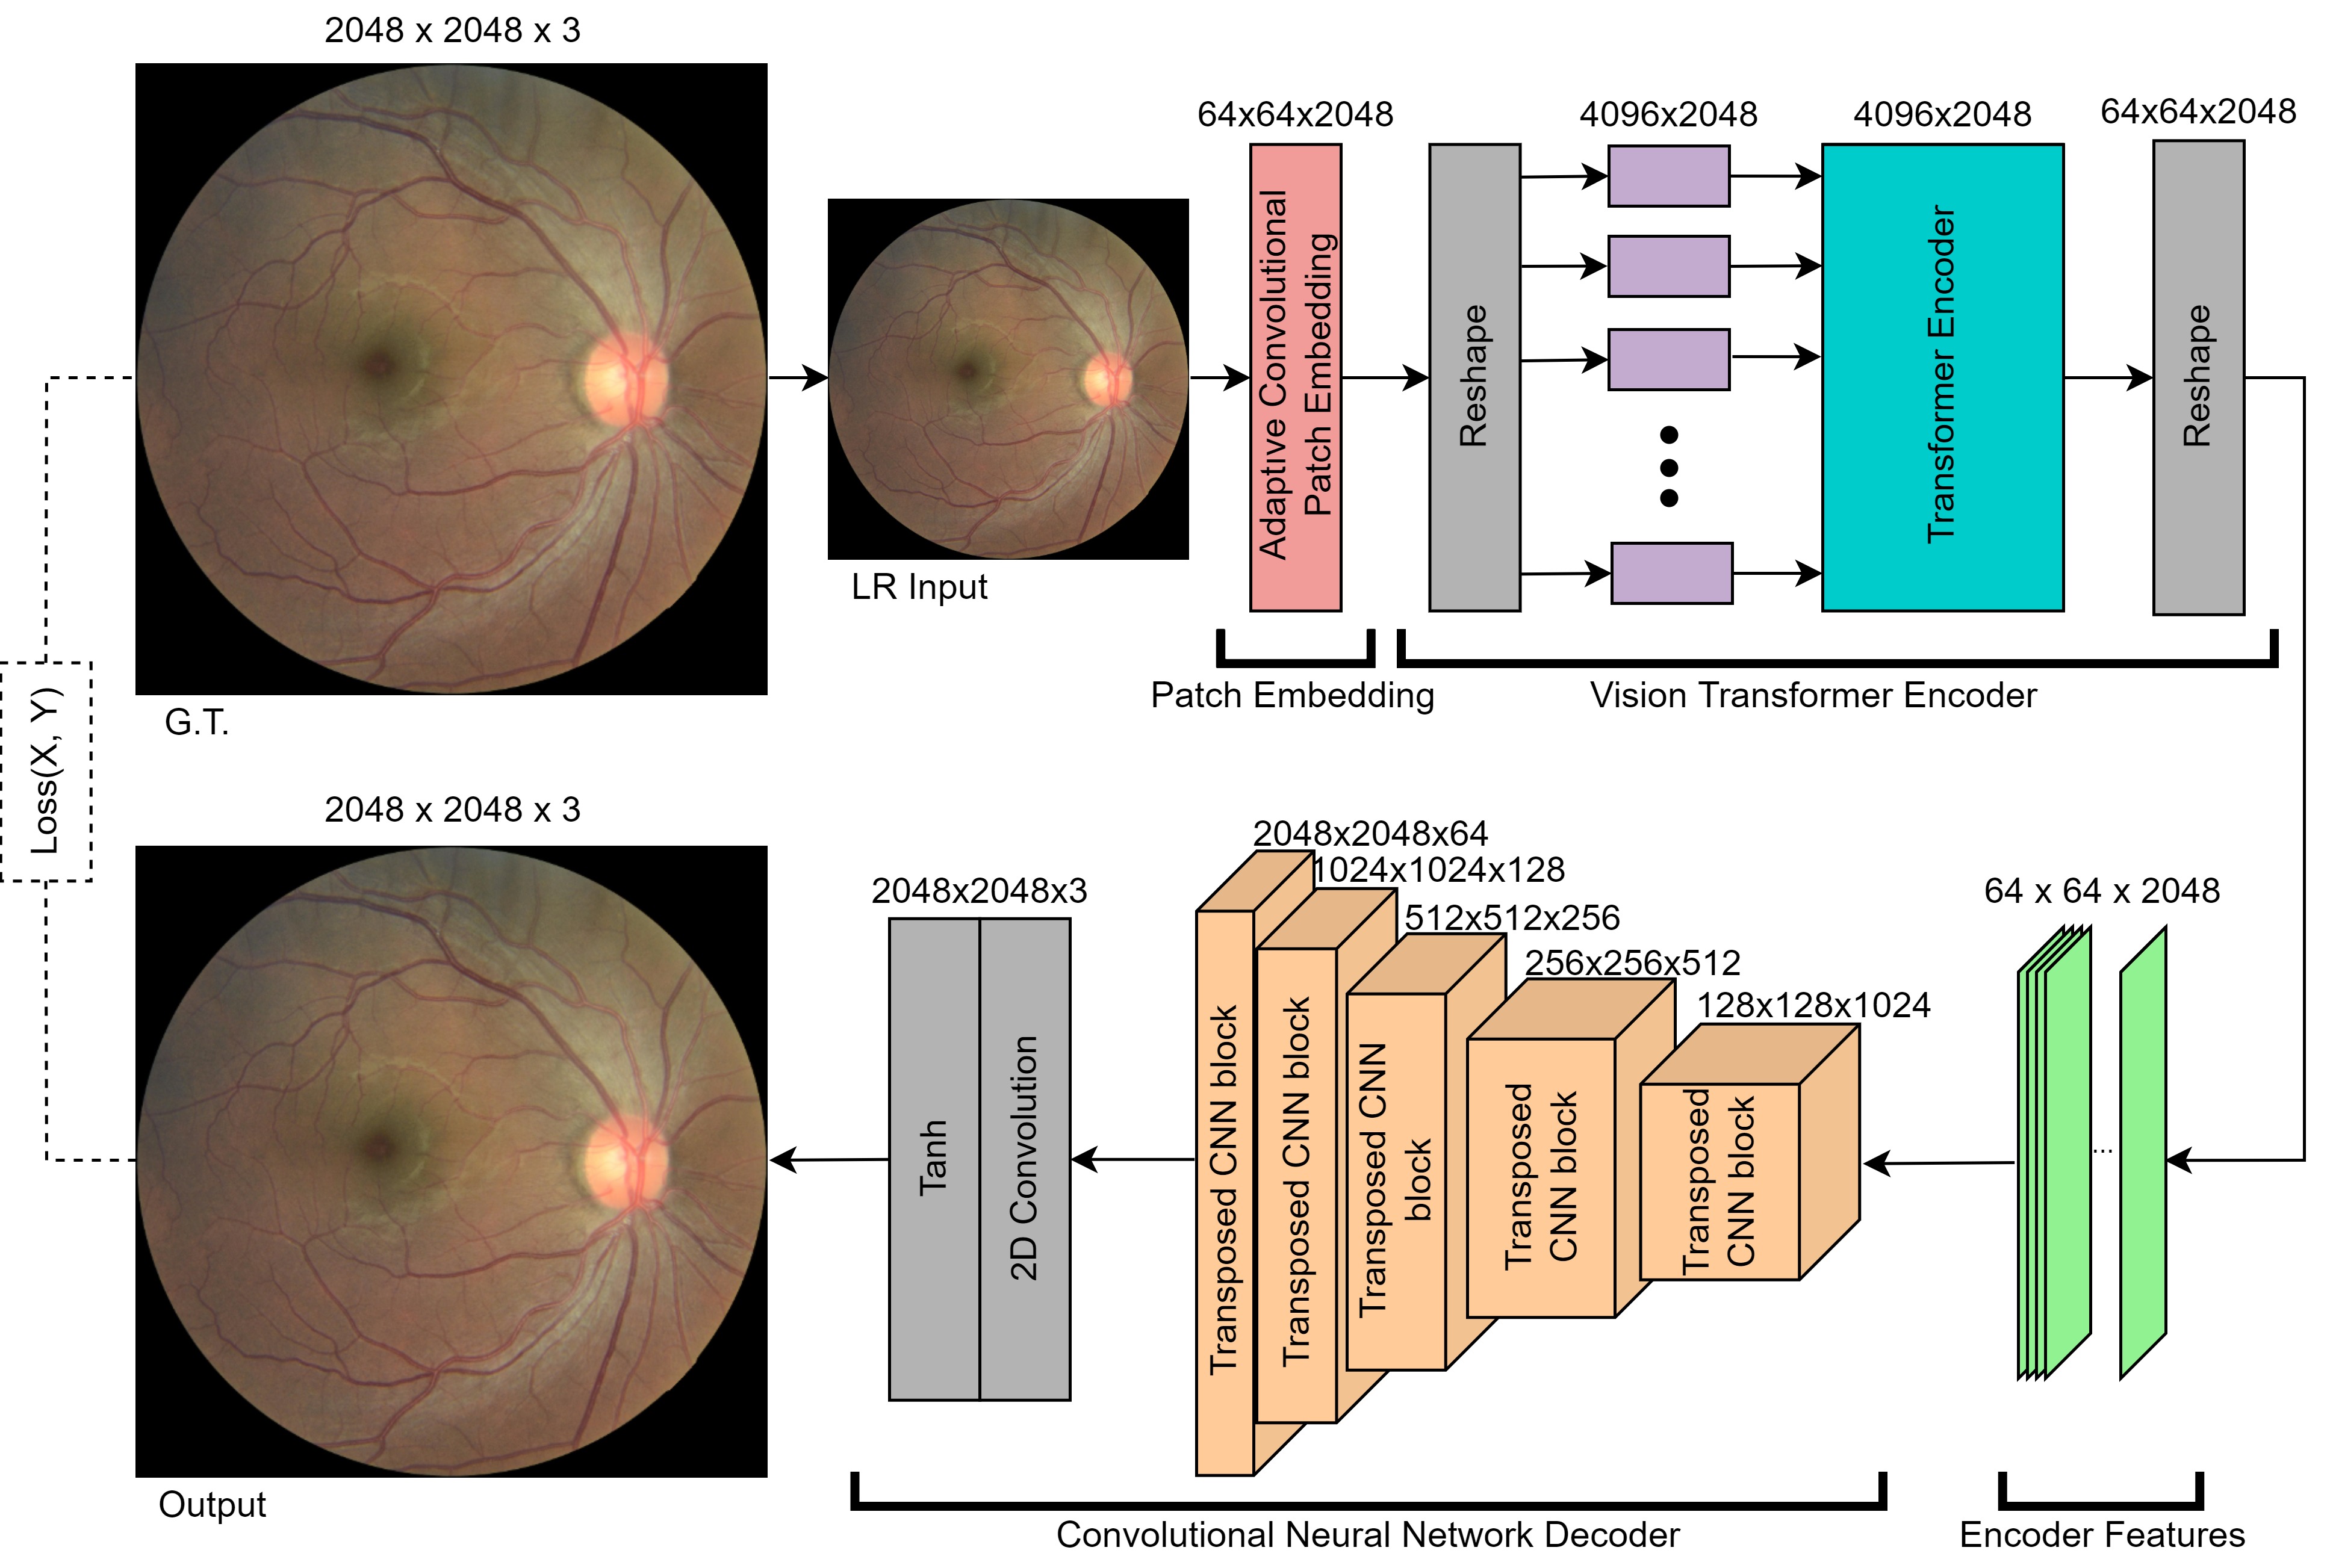 2048 x 2048 x 3
G.T.
LR Input
64x64x2048
Adaptive Convolutional
Patch Embedding
Patch Embedding
Reshape
4096x2048
4096x2048
Transformer Encoder
64x64x2048
Reshape
Vision Transformer Encoder
Loss(X, Y)
2048 x 2048 x 3
Output
2048x2048x3
Tanh
2D Convolution
2048x2048x64
Transposed CNN block
1024x1024x128
Transposed CNN block
512x512x256
Transposed CNN
block
256x256x512
Transposed
CNN block
128x128x1024
Transposed
CNN block
Convolutional Neural Network Decoder
64 x 64 x 2048
...
Encoder Features